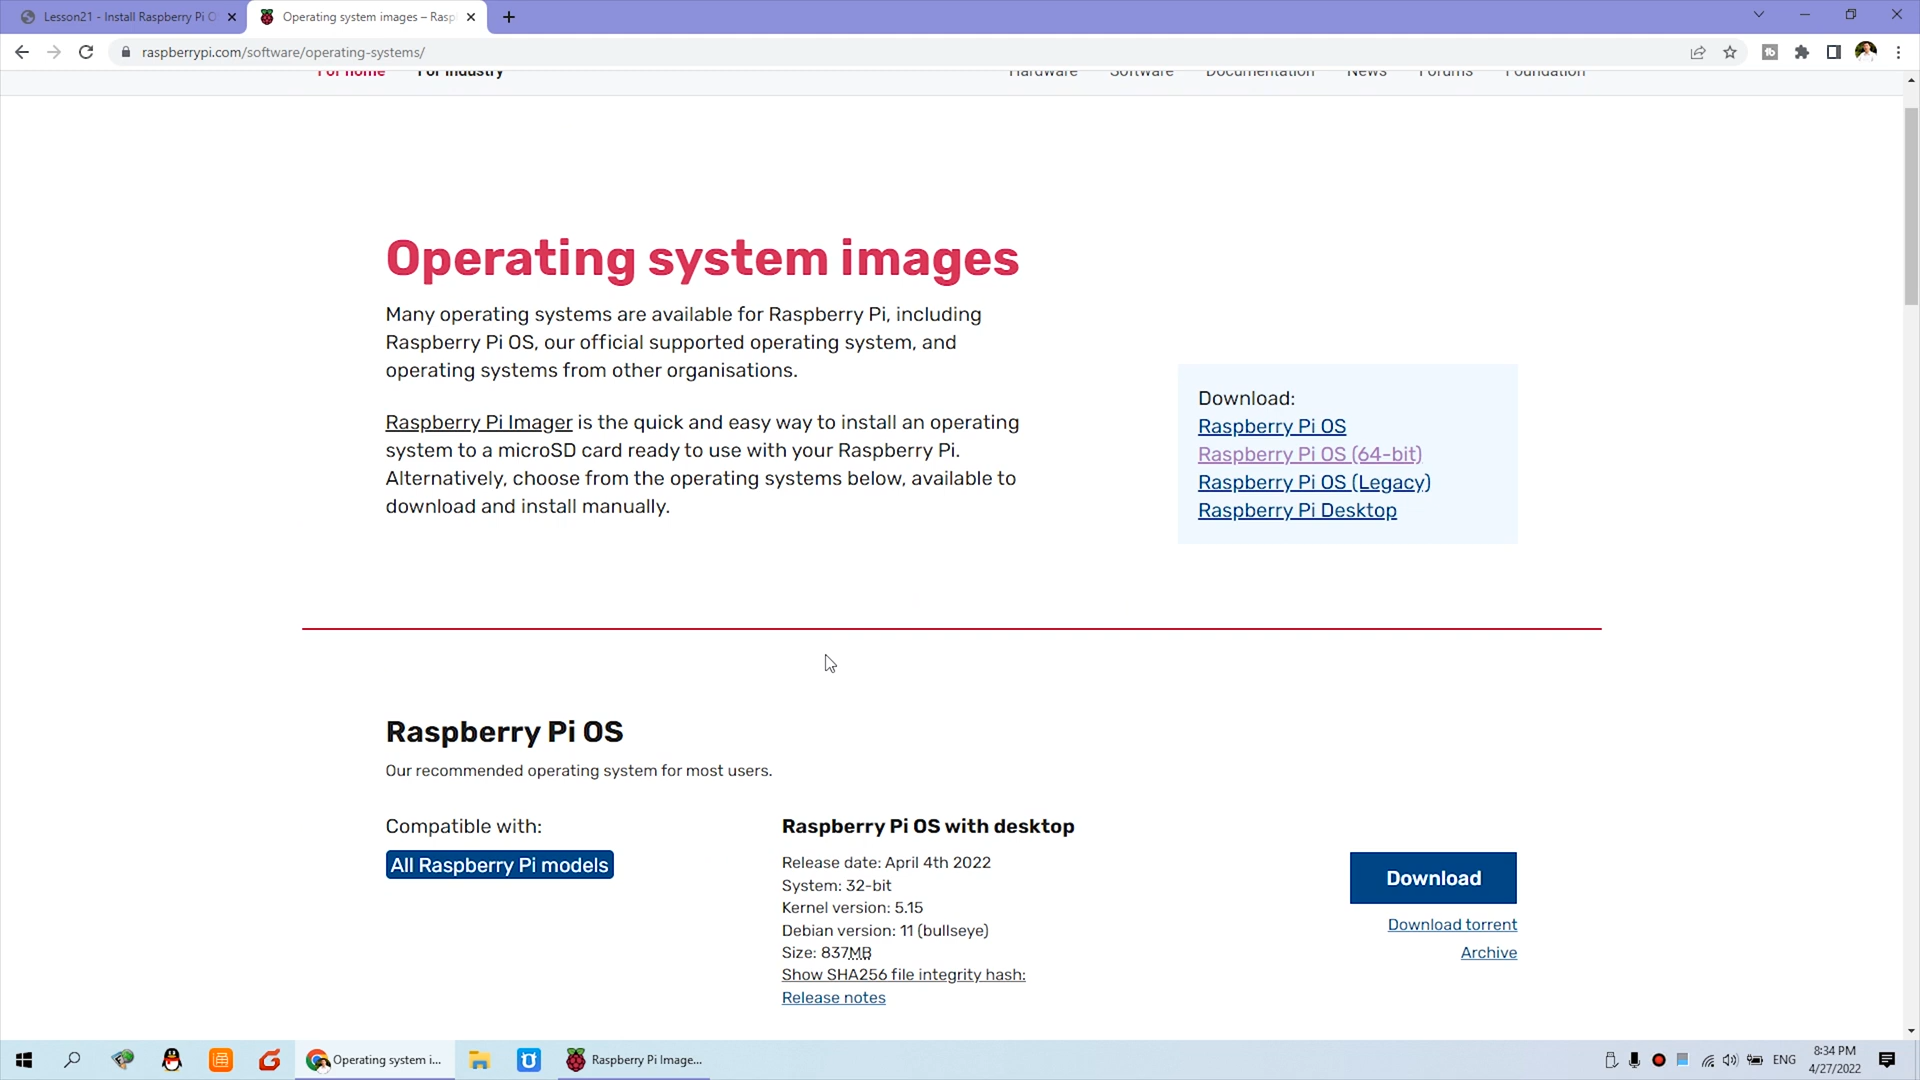 Lesson21 - Install Raspberry Pi O
Operating system images – Rasp
raspberrypi.com/software/operating-systems/
For home For industry Hardware Software Documentation News Forums Foundation
Operating system images
Many operating systems are available for Raspberry Pi, including
Raspberry Pi OS, our official supported operating system, and
operating systems from other organisations.
Raspberry Pi Imager is the quick and easy way to install an operating
system to a microSD card ready to use with your Raspberry Pi.
Alternatively, choose from the operating systems below, available to
download and install manually.
Download:
Raspberry Pi OS
Raspberry Pi OS (64-bit)
Raspberry Pi OS (Legacy)
Raspberry Pi Desktop
Raspberry Pi OS
Our recommended operating system for most users.
Compatible with:
All Raspberry Pi models
Raspberry Pi OS with desktop
Release date: April 4th 2022
System: 32-bit
Kernel version: 5.15
Debian version: 11 (bullseye)
Size: 837MB
Show SHA256 file integrity hash:
Release notes
Download
Download torrent
Archive
Operating system i...
Raspberry Pi Image...
ENG
8:34 PM
4/27/2022